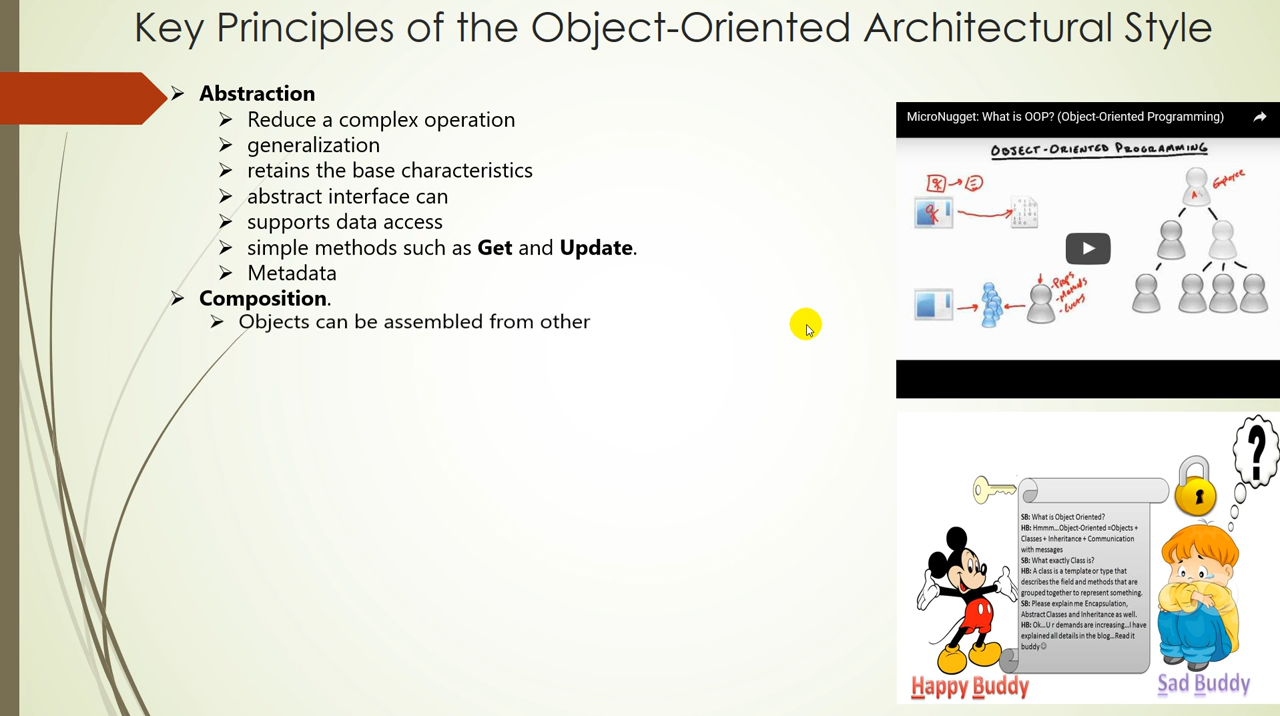 Key Principles of the Object-Oriented Architectural Style
Abstraction
Reduce a complex operation
generalization
retains the base characteristics
abstract interface can
supports data access
simple methods such as Get and Update.
Metadata
Composition.
Objects can be assembled from other
MicroNugget: What is OOP? (Object-Oriented Programming)
OBJECT-ORIENTED PROGRAMMING
Employee
A
-Props
-Methods
-Events
?
SB: What is Object Oriented?
HB: Hmmm...Object-Oriented =Objects +
Classes + Inheritance + Communication
with messages
SB: What exactly Class is?
HB: A class is a template or type that
describes the field and methods that are
grouped together to represent something.
SB: Please explain me Encapsulation,
Abstract Classes and Inheritance as well.
HB: Ok...U r demands are increasing...I have
explained all details in the blog...Read it
buddy☺
Happy Buddy
Sad Buddy